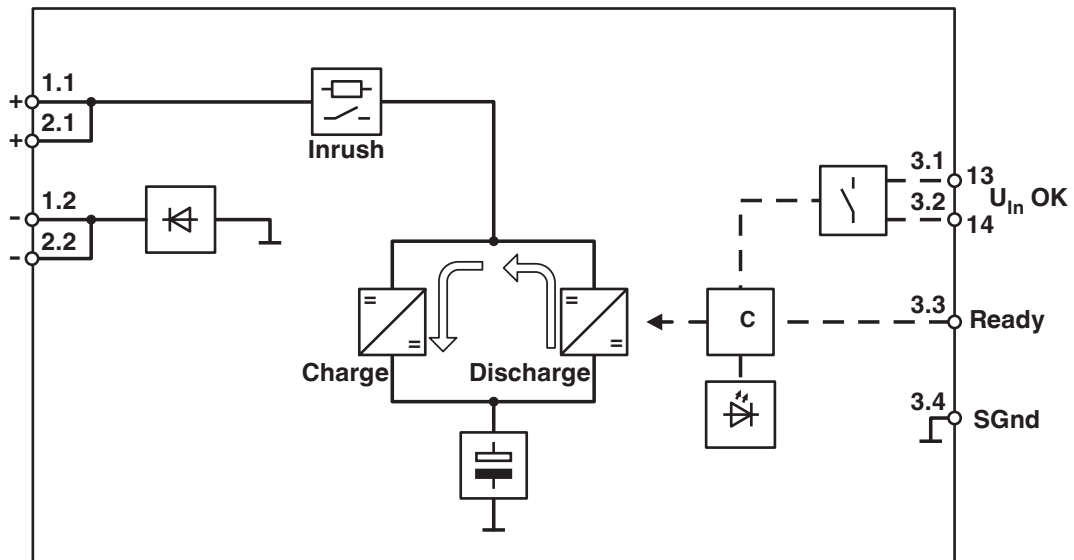 + 1.1
+ 2.1
Inrush
- 1.2
- 2.2
3.1 13
3.2 U_In OK
14
= =
= =
C
3.3 Ready
Charge Discharge
3.4 SGnd